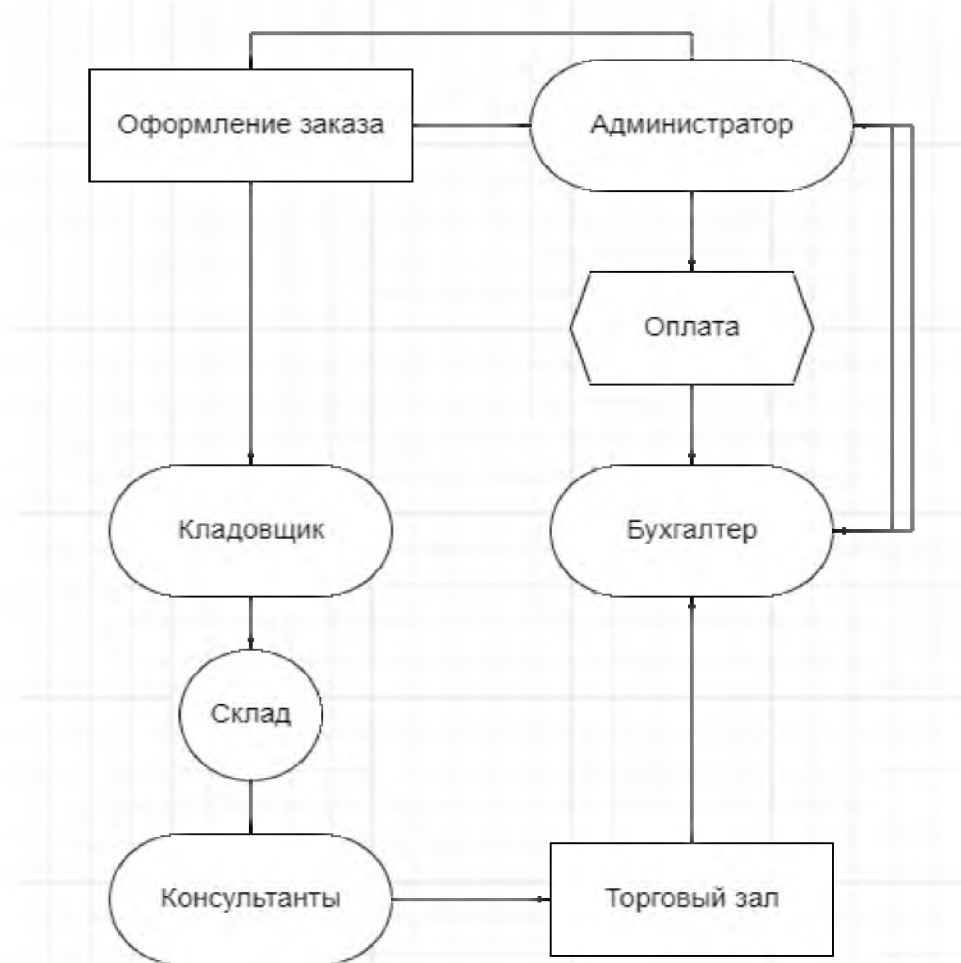 Оформление заказа
Администратор
Оплата
Кладовщик
Бухгалтер
Склад
Консультанты
Торговый зал